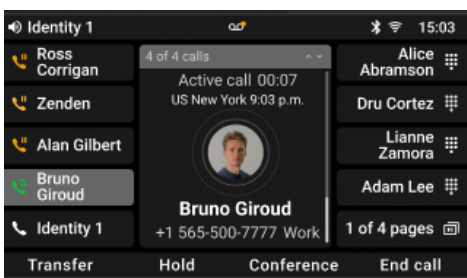 Identity 1
15:03
Ross
Corrigan
Zenden
Alan Gilbert
Bruno
Giroud
Identity 1
4 of 4 calls
Active call 00:07
US New York 9:03 p.m.
Bruno Giroud
+1 565-500-7777 Work
Alice
Abramson
Dru Cortez
Lianne
Zamora
Adam Lee
1 of 4 pages
Transfer
Hold
Conference
End call